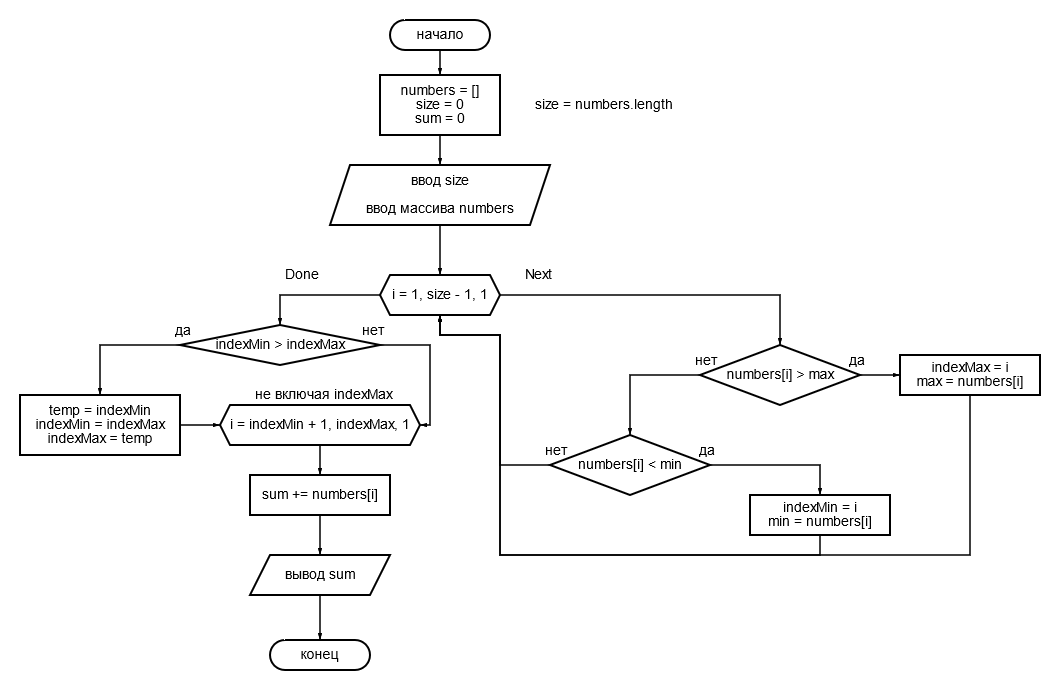 начало
numbers = []
size = 0
sum = 0
size = numbers.length
ввод size
ввод массива numbers
Done
Next
i = 1, size - 1, 1
да
indexMin > indexMax
нет
temp = indexMin
indexMin = indexMax
indexMax = temp
не включая indexMax
i = indexMin + 1, indexMax, 1
sum += numbers[i]
вывод sum
конец
нет
numbers[i] > max
да
indexMax = i
max = numbers[i]
нет
numbers[i] < min
да
indexMin = i
min = numbers[i]